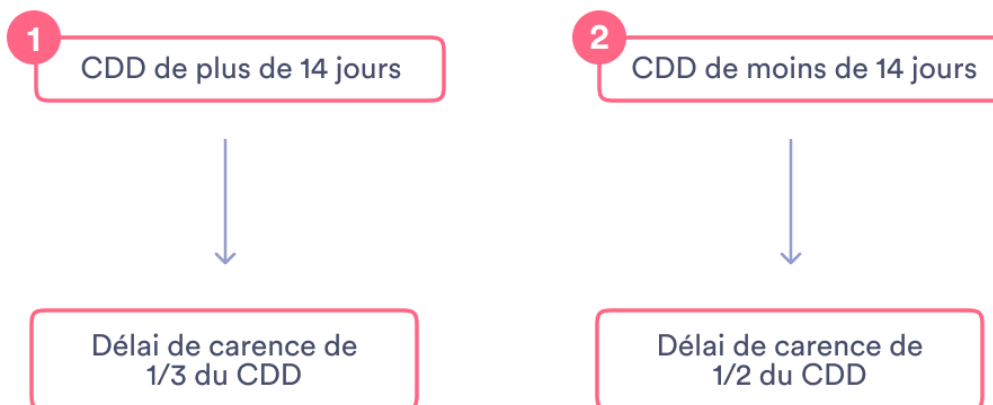 1
CDD de plus de 14 jours
2
CDD de moins de 14 jours
Délai de carence de
1/3 du CDD
Délai de carence de
1/2 du CDD